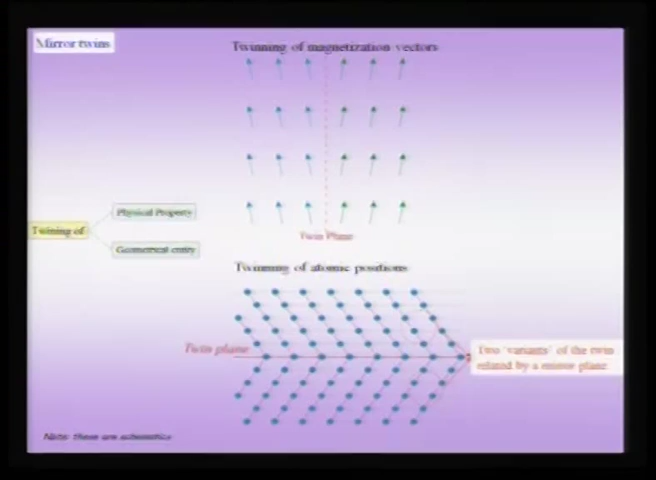 Mirror twins
Twinning of magnetization vectors
Twin Plane
Physical Property
Twining of
Geometrical entity
Twinning of atomic positions
Twin plane
Two 'variants' of the twin
related by a mirror plane
Note: these are schematics